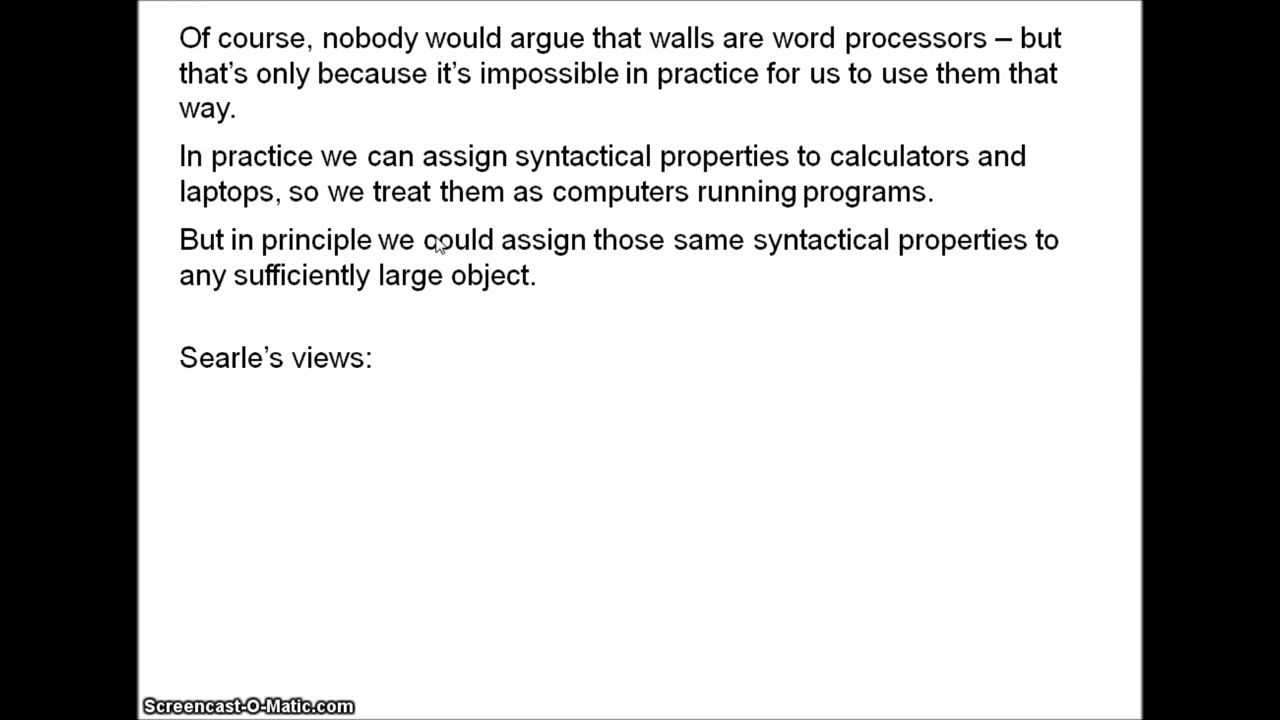 Of course, nobody would argue that walls are word processors – but
that's only because it's impossible in practice for us to use them that
way.
In practice we can assign syntactical properties to calculators and
laptops, so we treat them as computers running programs.
But in principle we could assign those same syntactical properties to
any sufficiently large object.
Searle's views:
Screencast-O-Matic.com